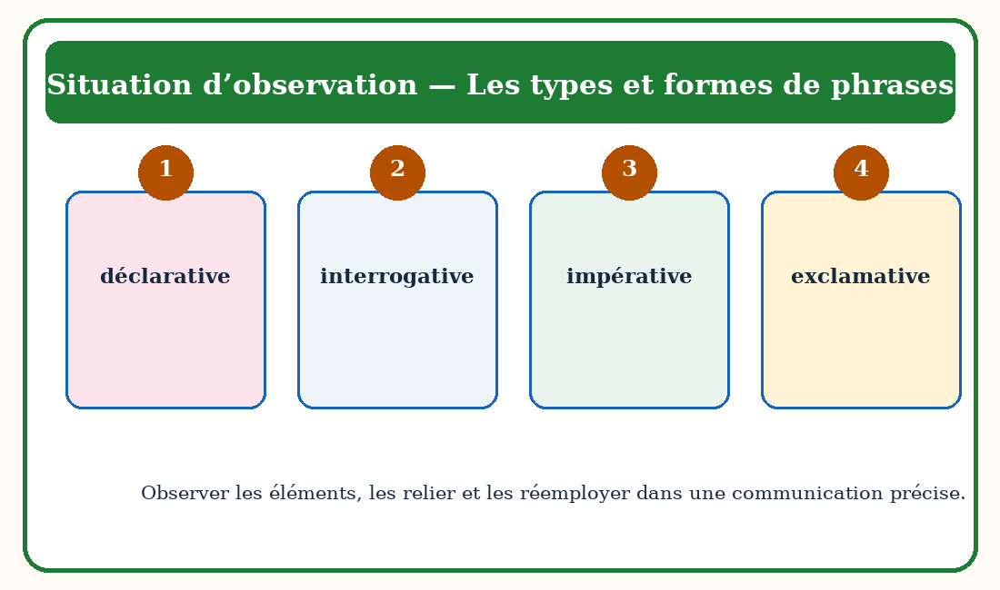 Situation d’observation — Les types et formes de phrases
1
2
3
4
déclarative
interrogative
impérative
exclamative
Observer les éléments, les relier et les réemployer dans une communication précise.